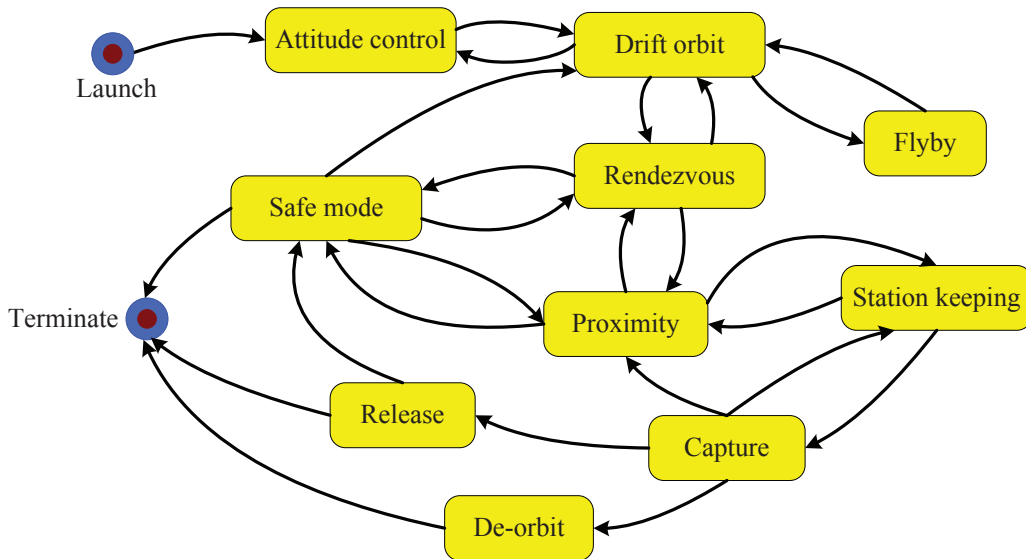 Attitude control
Drift orbit
Launch
Flyby
Rendezvous
Safe mode
Station keeping
Terminate
Proximity
Release
Capture
De-orbit